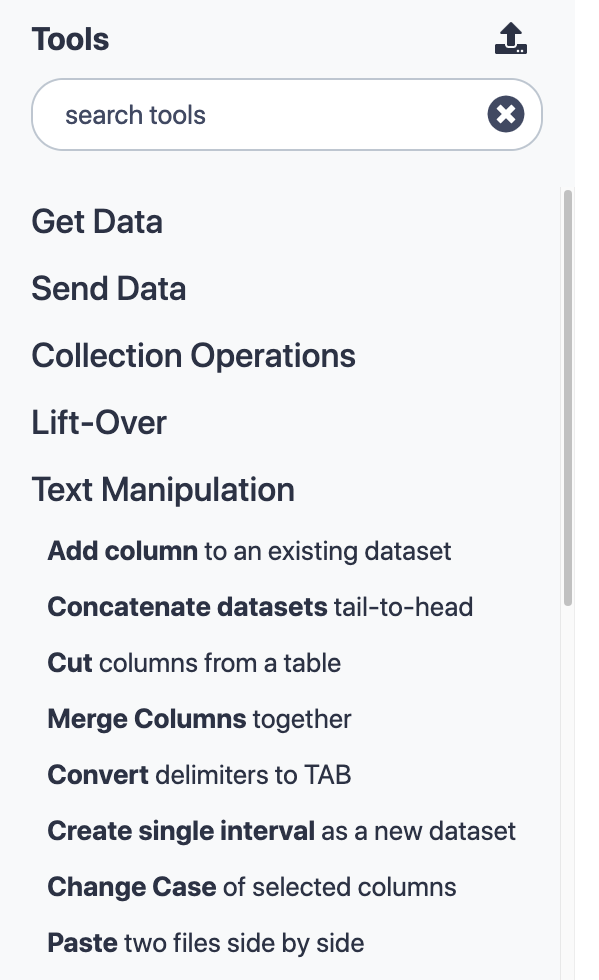 Tools
search tools
Get Data
Send Data
Collection Operations
Lift-Over
Text Manipulation
Add column to an existing dataset
Concatenate datasets tail-to-head
Cut columns from a table
Merge Columns together
Convert delimiters to TAB
Create single interval as a new dataset
Change Case of selected columns
Paste two files side by side